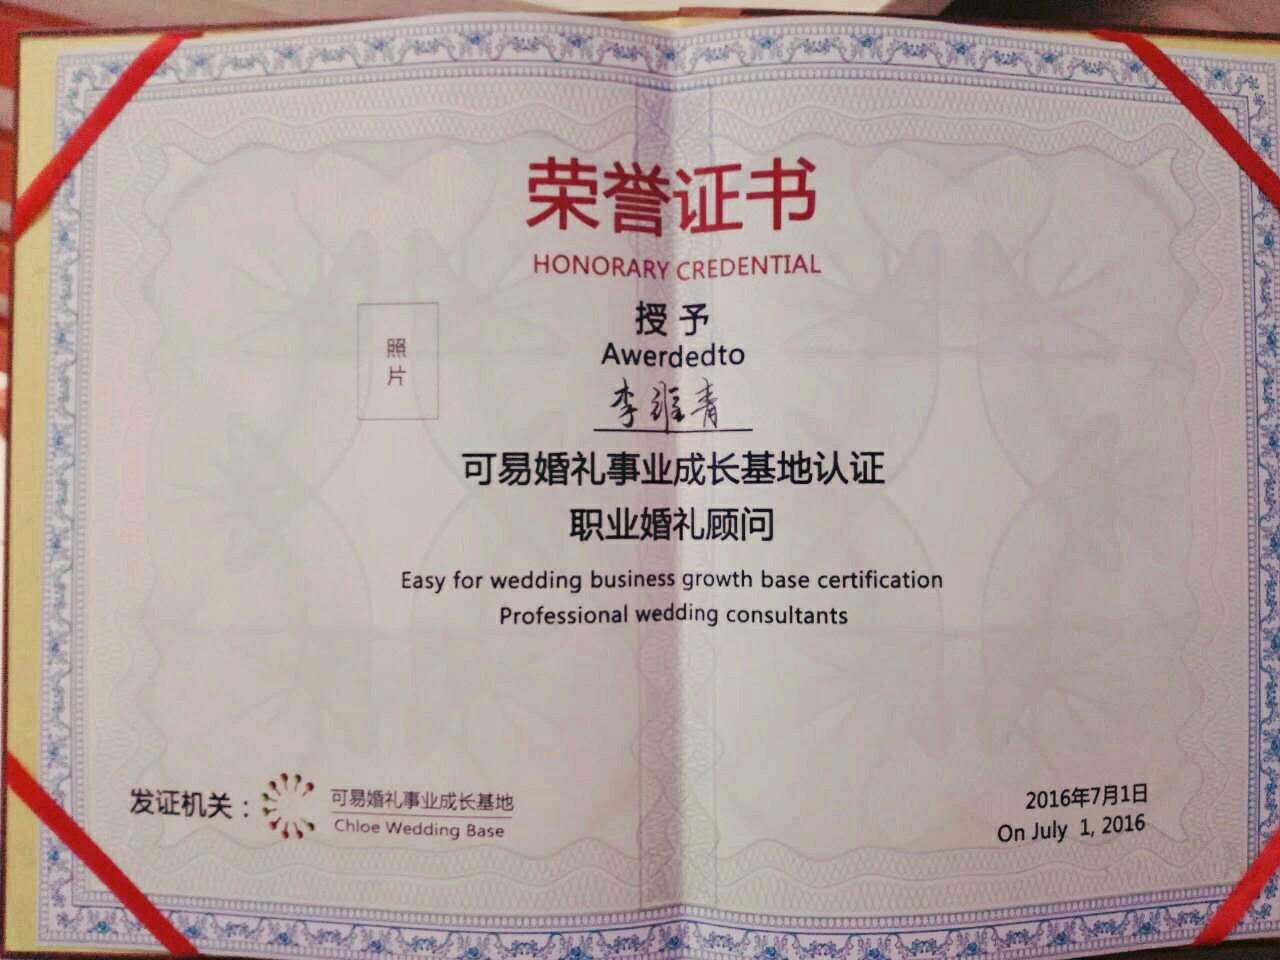 荣誉证书
HONORARY CREDENTIAL
授予
Awerdedto
照
片
李维青
可易婚礼事业成长基地认证
职业婚礼顾问
Easy for wedding business growth base certification
Professional wedding consultants
发证机关：
可易婚礼事业成长基地
Chloe Wedding Base
2016年7月1日
On July 1, 2016